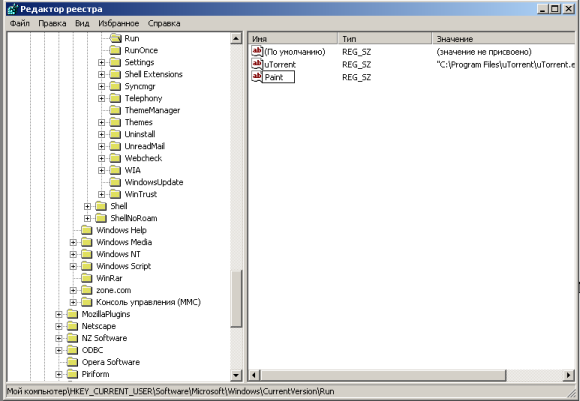 Редактор реестра
Файл Правка Вид Избранное Справка
Run
RunOnce
Settings
Shell Extensions
Syncmgr
Telephony
ThemeManager
Themes
Uninstall
UnreadMail
Webcheck
WIA
WindowsUpdate
WinTrust
Shell
ShellNoRoam
Windows Help
Windows Media
Windows NT
Windows Script
WinRar
zone.com
Консоль управления (MMC)
MozillaPlugins
Netscape
NZ Software
ODBC
Opera Software
Piriform
Имя Тип Значение
(По умолчанию) REG_SZ (значение не присвоено)
uTorrent REG_SZ "C:\Program Files\uTorrent\uTorrent.e
Paint REG_SZ
Мой компьютер\HKEY_CURRENT_USER\Software\Microsoft\Windows\CurrentVersion\Run